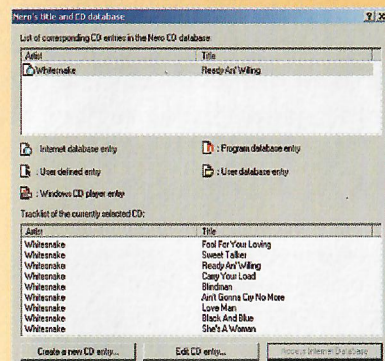 Nero's title and CD database
List of corresponding CD entries in the Nero CD database:
Artist Title
Whitesnake Ready An' Willing
: Internet database entry : Program database entry
: User defined entry : User database entry
: Windows CD player entry
Tracklist of the currently selected CD:
Artist Title
Whitesnake Fool For Your Loving
Whitesnake Sweet Talker
Whitesnake Ready An' Willing
Whitesnake Carry Your Load
Whitesnake Blindman
Whitesnake Ain't Gonna Cry No More
Whitesnake Love Man
Whitesnake Black And Blue
Whitesnake She's A Woman
Create a new CD entry... Edit CD entry... Access Internet Database